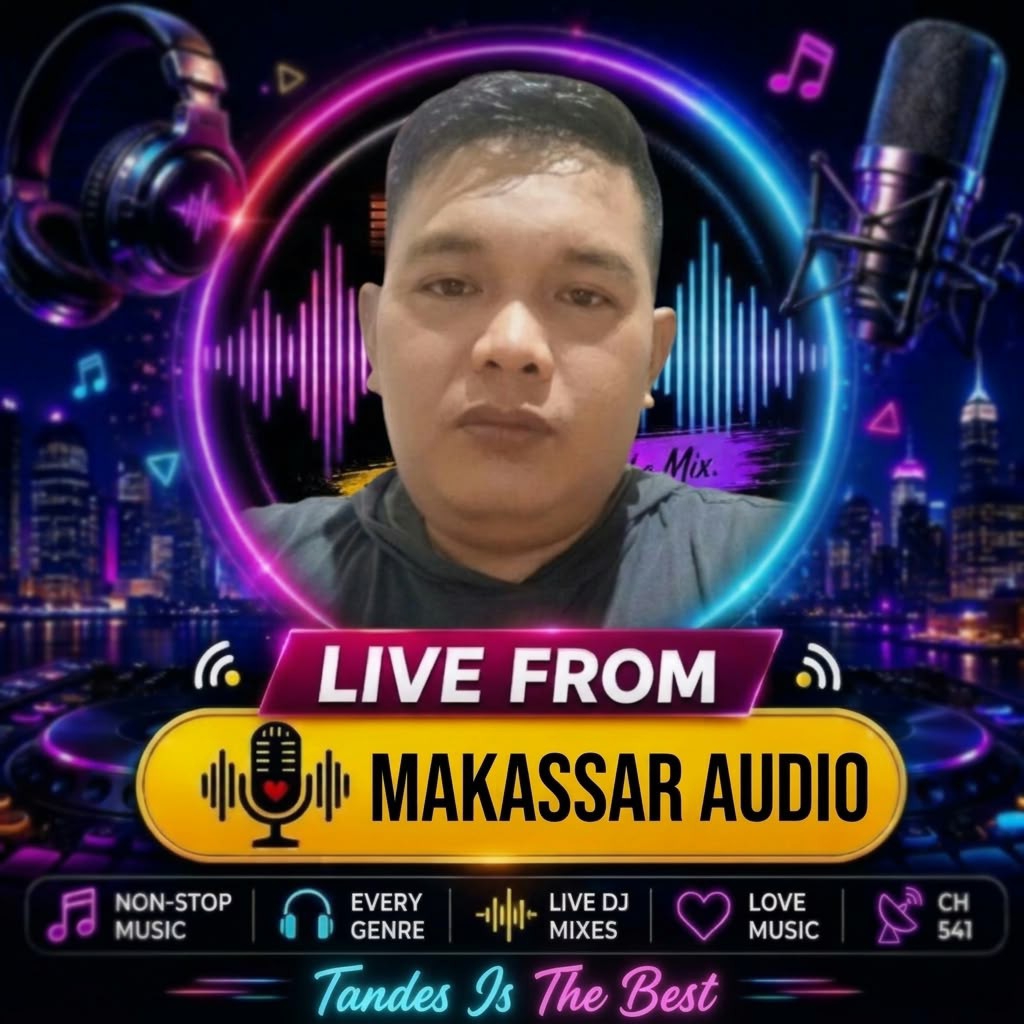 Mix.
LIVE FROM
MAKASSAR AUDIO
NON-STOP
MUSIC
EVERY
GENRE
LIVE DJ
MIXES
LOVE
MUSIC
CH
541
Tandes Is The Best